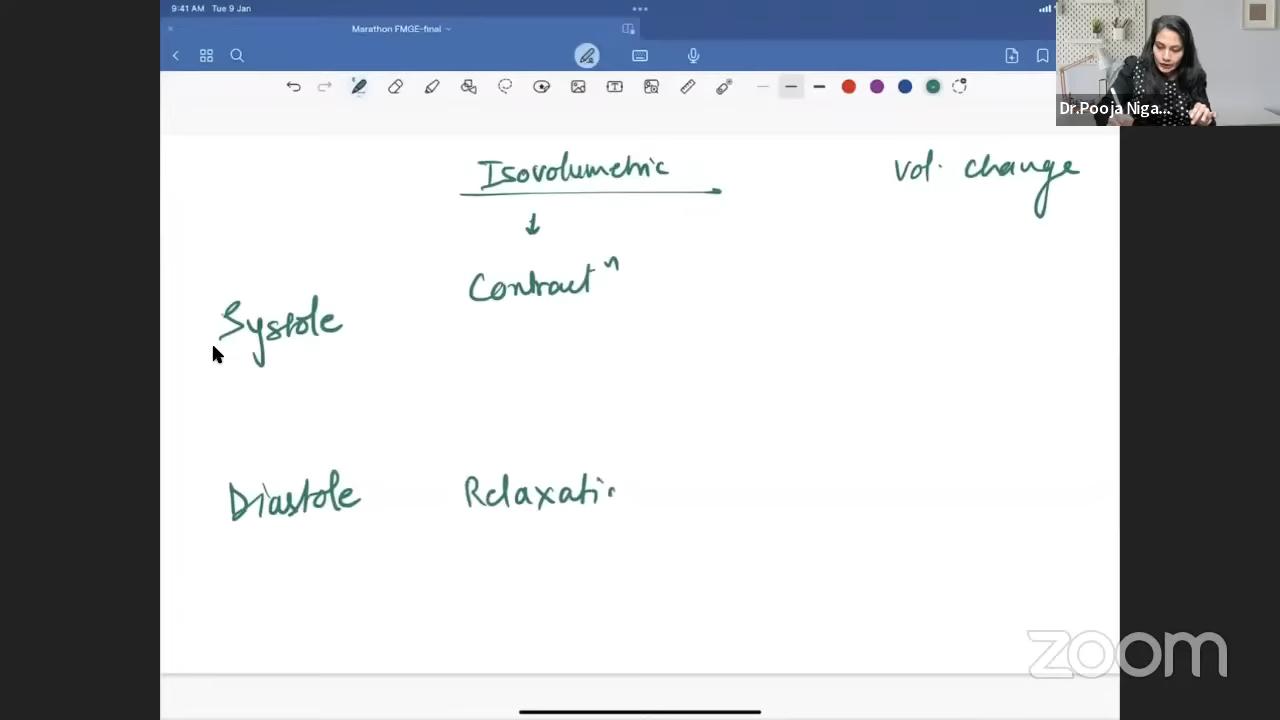 9:41 AM Tue 9 Jan
Marathon FMGE-final
Dr.Pooja Niga...
Isovolumetric
Vol. change
Contractⁿ
Systole
Diastole
Relaxati
zoom